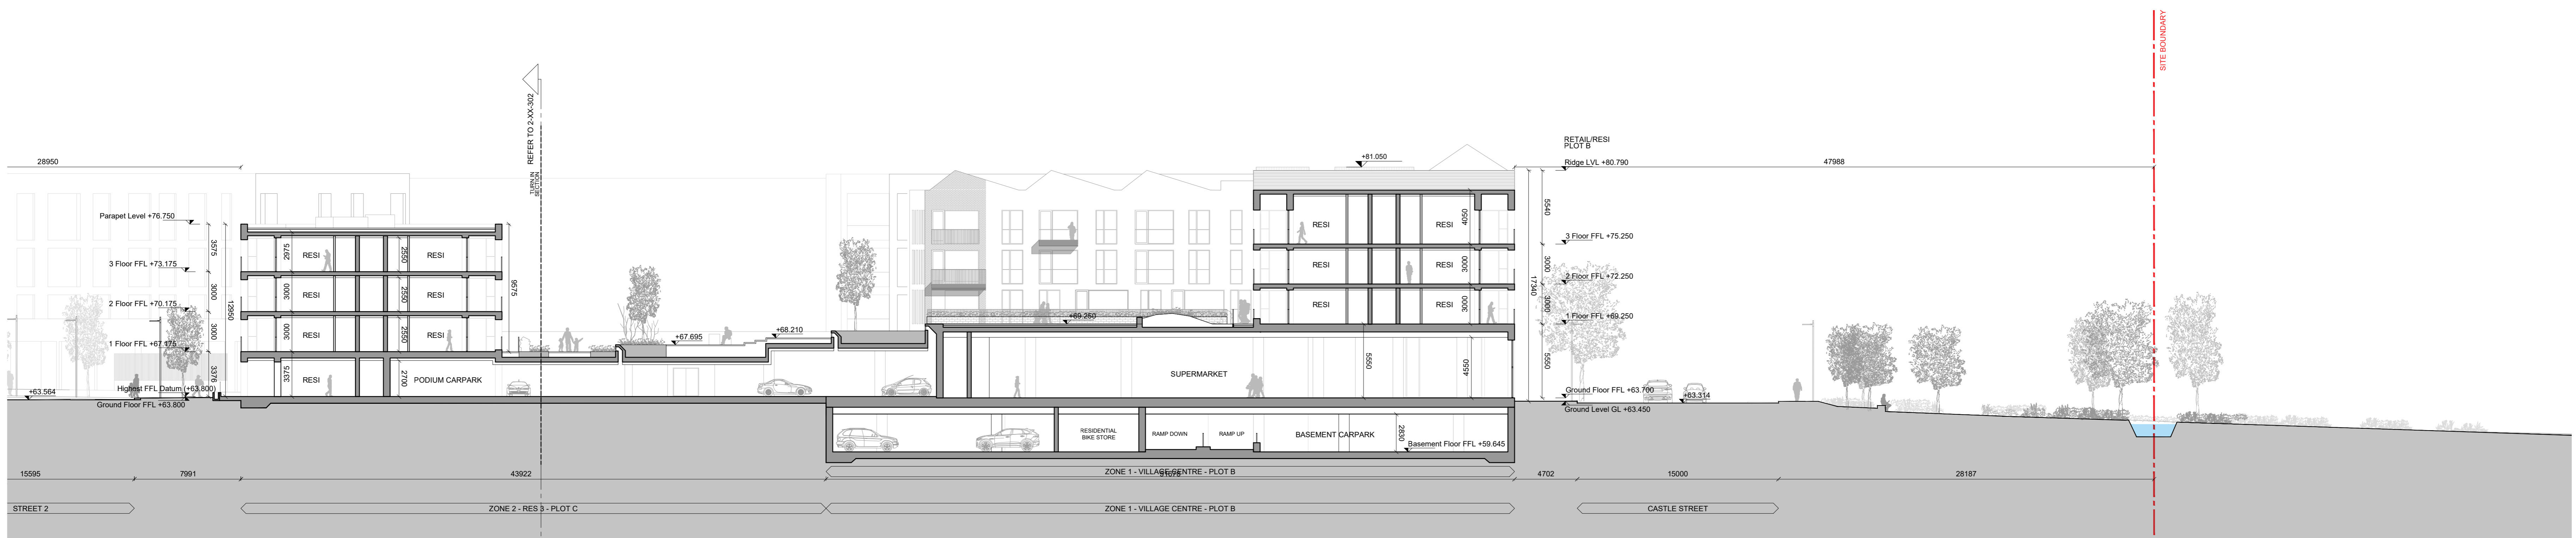 SITE BOUNDARY
REFER TO 2-XX-302
TURN IN
SECTION
28950
RETAIL/RESI
PLOT B
+81.050
Ridge LVL +80.790
47988
Parapet Level +76.750
3 Floor FFL +73.175
2 Floor FFL +70.175
1 Floor FFL +67.175
Highest FFL Datum (+63.800)
Ground Floor FFL +63.800
+63.564
3575
3000
3000
3376
12950
2975
3000
3000
3375
RESI
RESI
RESI
RESI
RESI
RESI
RESI
2550
2550
2550
2700
PODIUM CARPARK
9575
+67.695
+68.210
+69.250
RESI
RESI
RESI
RESI
RESI
RESI
4050
3000
3000
5550
4550
SUPERMARKET
17340
5540
3000
3000
5550
3 Floor FFL +75.250
2 Floor FFL +72.250
1 Floor FFL +69.250
Ground Floor FFL +63.700
Ground Level GL +63.450
+63.314
RESIDENTIAL
BIKE STORE
RAMP DOWN
RAMP UP
BASEMENT CARPARK
2830
Basement Floor FFL +59.645
ZONE 1 - VILLAGE CENTRE - PLOT B
15595
7991
43922
4702
15000
28187
STREET 2
ZONE 2 - RES 3 - PLOT C
ZONE 1 - VILLAGE CENTRE - PLOT B
CASTLE STREET